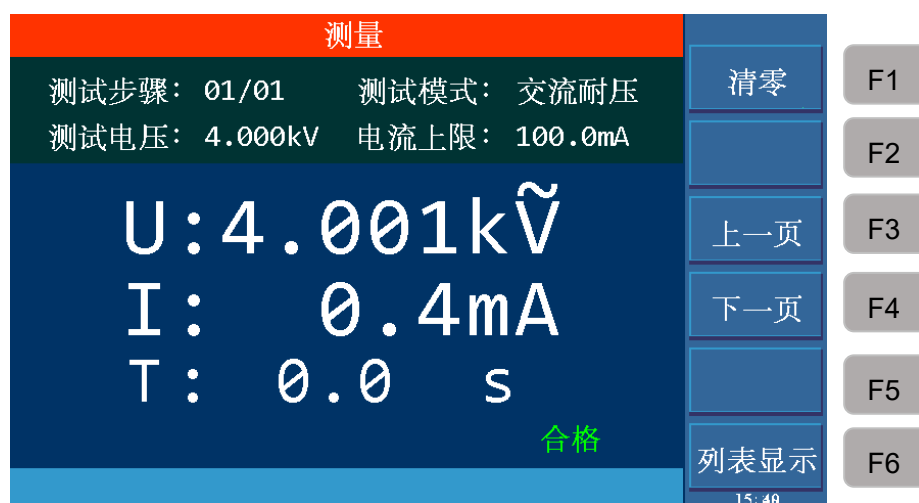 测量
测试步骤： 01/01 测试模式： 交流耐压
测试电压： 4.000kV 电流上限： 100.0mA
U:4.001kṼ
I: 0.4mA
T: 0.0 s
合格
清零
上一页
下一页
列表显示
15:40
F1
F2
F3
F4
F5
F6